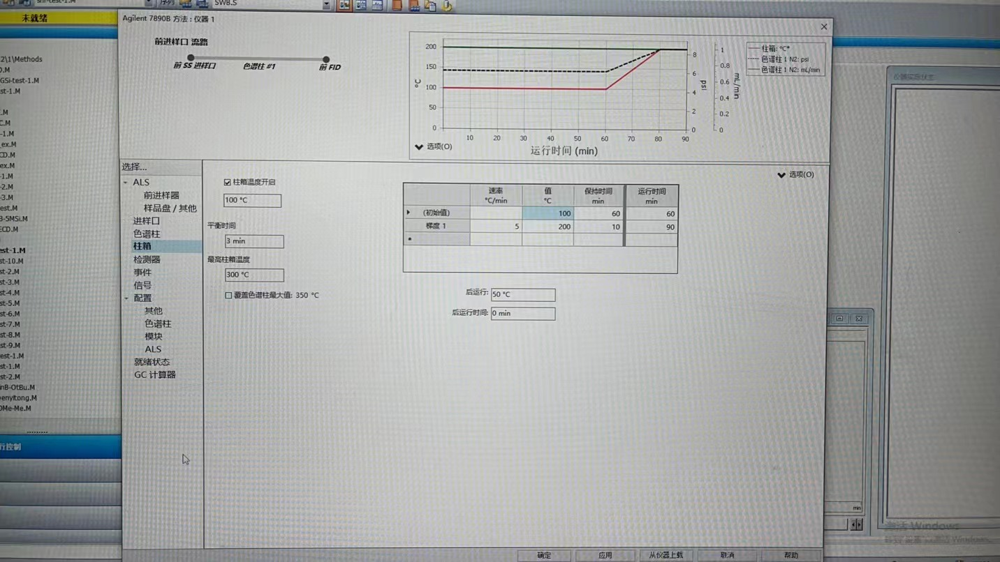 SWB.S
未就绪
Agilent 7890B 方法 : 仪器 1
前进样口 流路
前 SS 进样口
色谱柱 #1
前 FID
200
150
100
50
0
°C
10 20 30 40 50 60 70 80 90
运行时间 (min)
8
6
4
2
0
psi
1
0.8
0.6
0.4
0.2
0
mL/min
柱箱: °C*
色谱柱 1 N2: psi
色谱柱 1 N2: mL/min
选项(O)
2\1\Methods
GSi-test-1.M
st-1.M
.M
C.M
-1.M
_ex.M
CD.M
ex.M
-1.M
-2.M
-3.M
est.M
B-5MSi.M
ECD.M
est-1.M
st-10.M
st-2.M
st-3.M
st-4.M
st-5.M
st-6.M
st-7.M
st-8.M
st-9.M
est-1.M
st-1.M
st-2.M
inB-OtBu.M
enyitong.M
OMe-Me.M
行控制
选择...
ALS
前进样器
样品盘 / 其他
进样口
色谱柱
柱箱
检测器
事件
信号
配置
其他
色谱柱
模块
ALS
就绪状态
GC 计算器
柱箱温度开启
100 °C
平衡时间
3 min
最高柱箱温度
300 °C
覆盖色谱柱最大值: 350 °C
选项(O)
速率 °C/min 值 °C 保持时间 min 运行时间 min
(初始值) 100 60 60
梯度 1 5 200 10 90
后运行: 50 °C
后运行时间: 0 min
min
确定 应用 从仪器上载 取消 帮助
激活 Windows